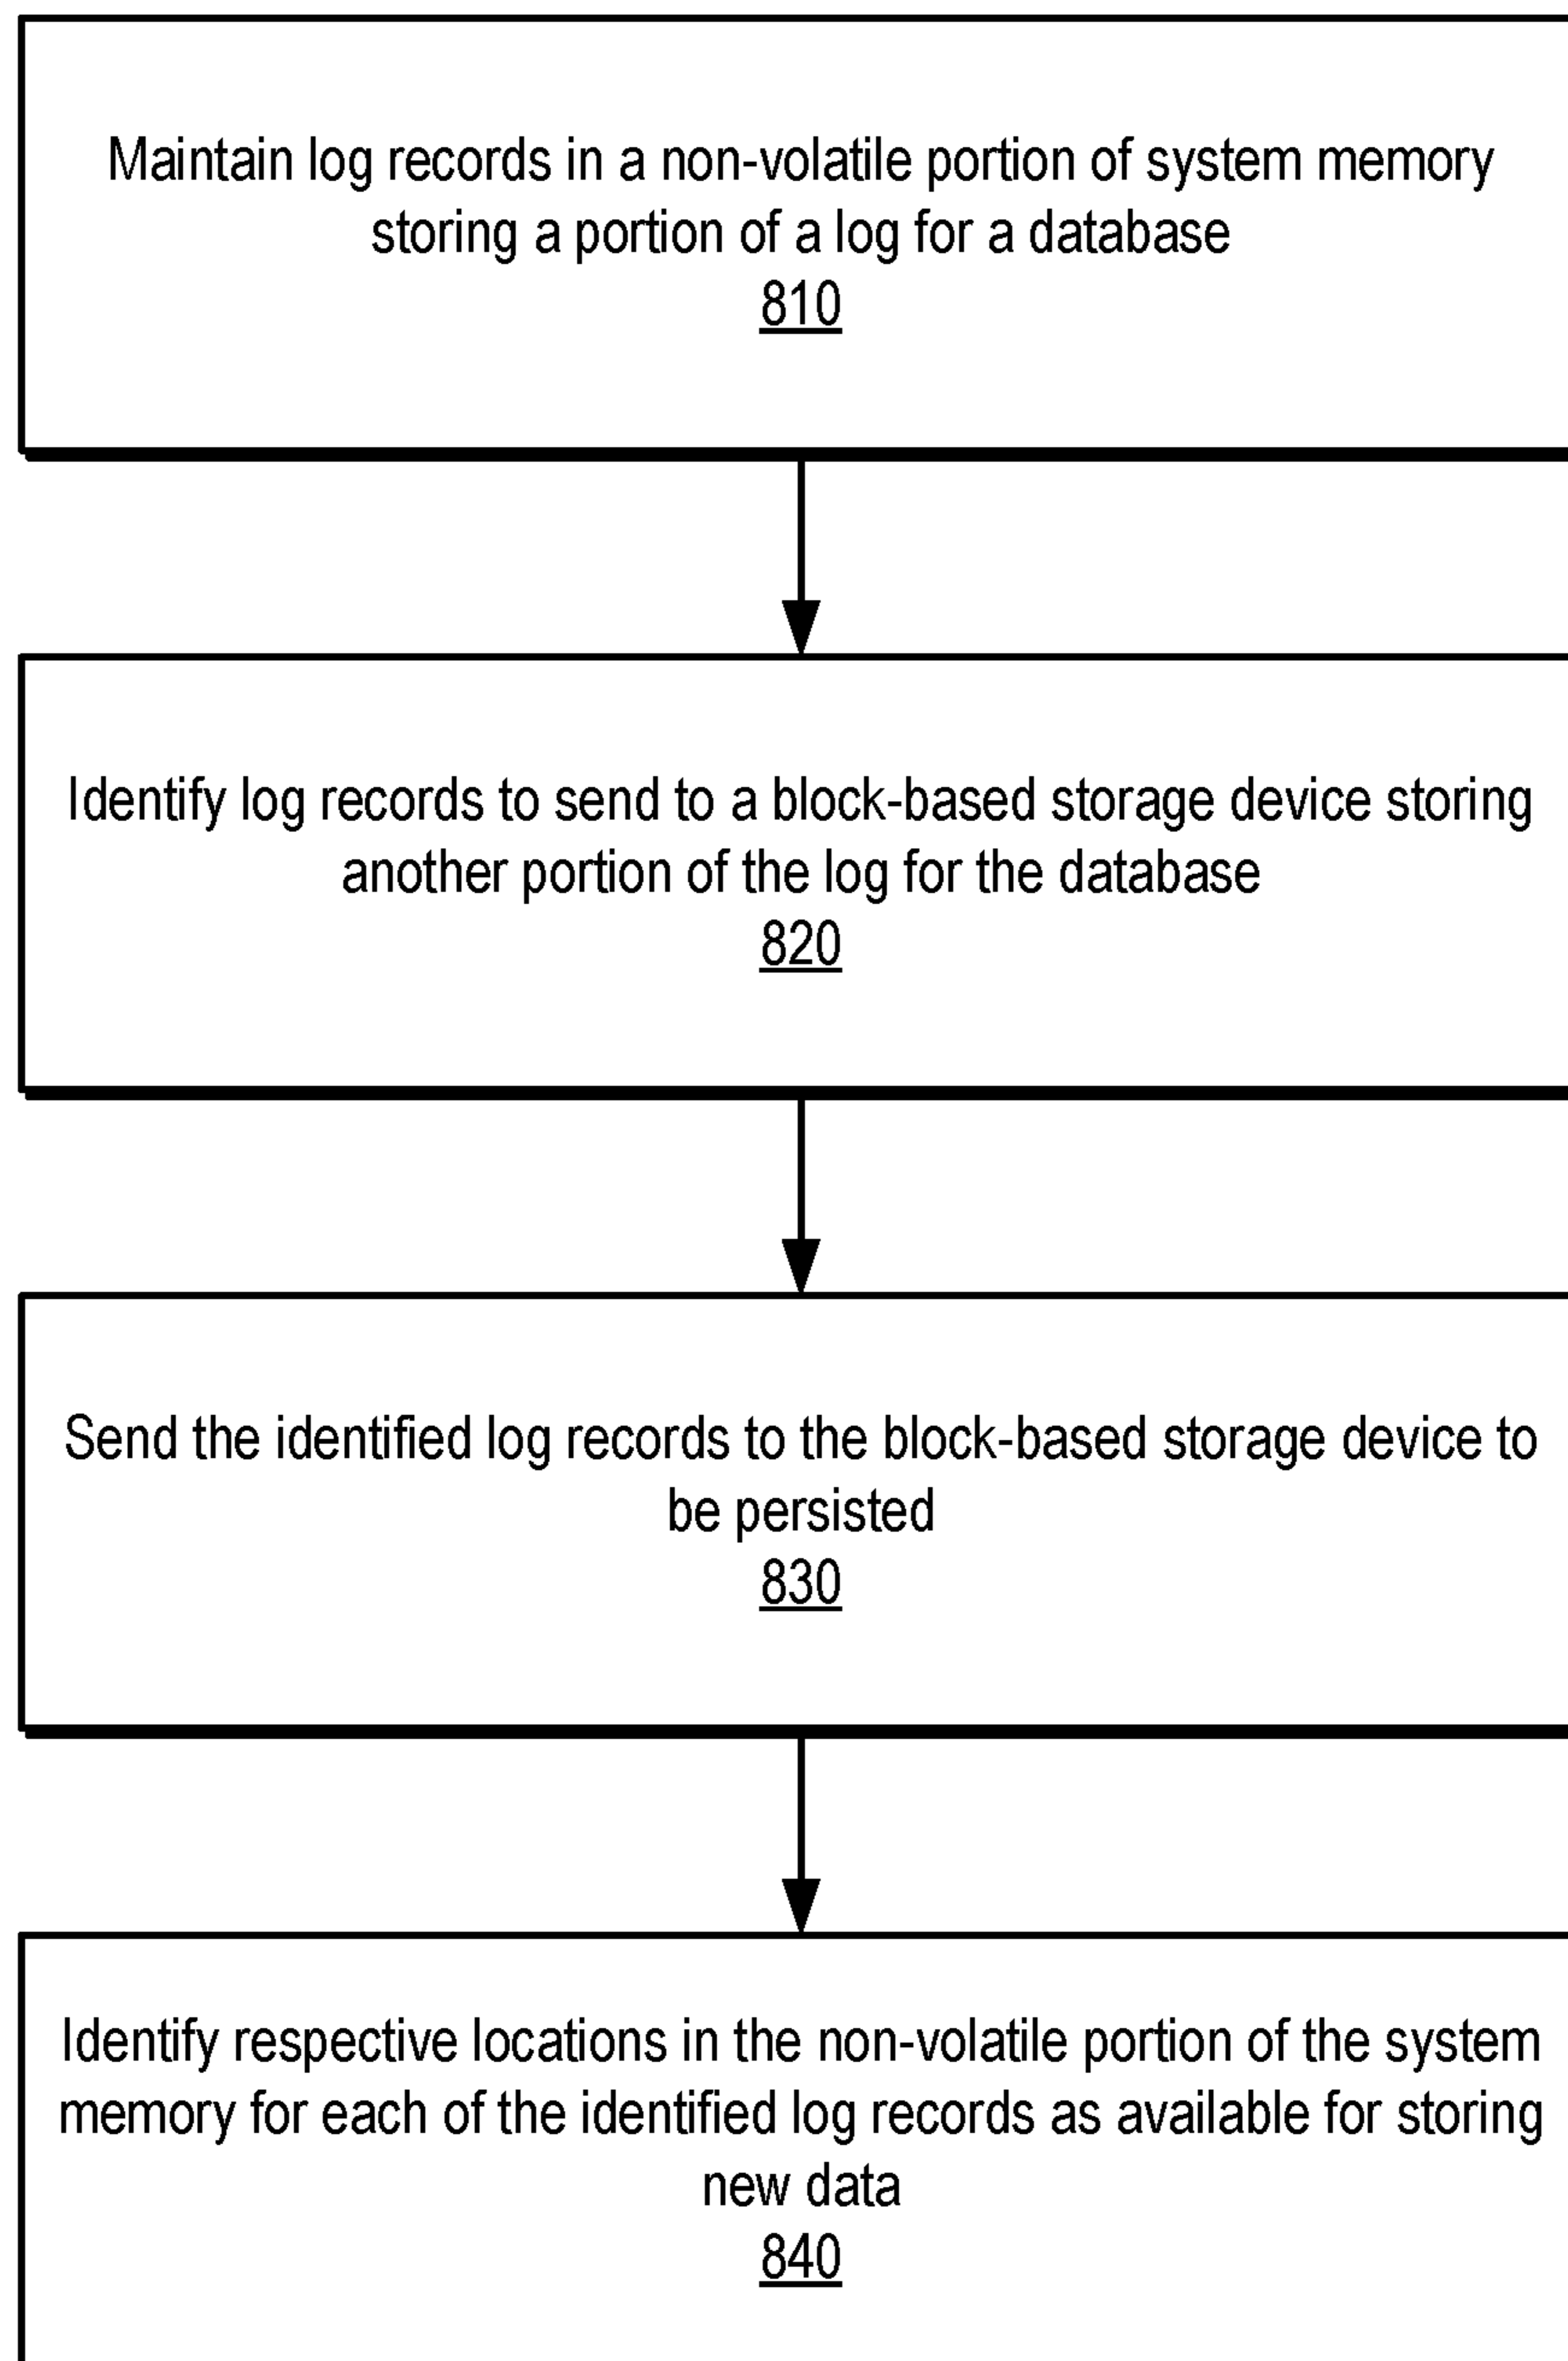 Maintain log records in a non-volatile portion of system memory
storing a portion of a log for a database
810
Identify log records to send to a block-based storage device storing
another portion of the log for the database
820
Send the identified log records to the block-based storage device to
be persisted
830
Identify respective locations in the non-volatile portion of the system
memory for each of the identified log records as available for storing
new data
840